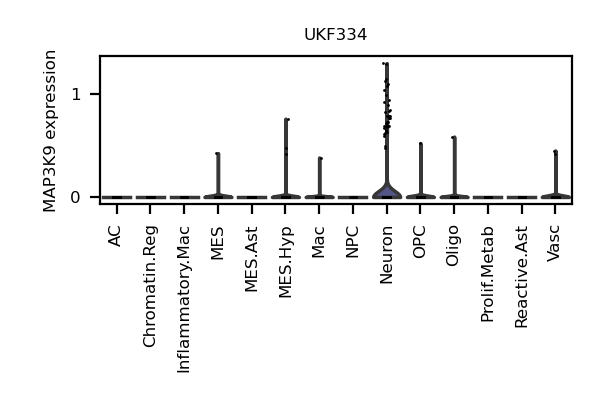 UKF334
MAP3K9 expression
1
0
AC
Chromatin.Reg
Inflammatory.Mac
MES
MES.Ast
MES.Hyp
Mac
NPC
Neuron
OPC
Oligo
Prolif.Metab
Reactive.Ast
Vasc